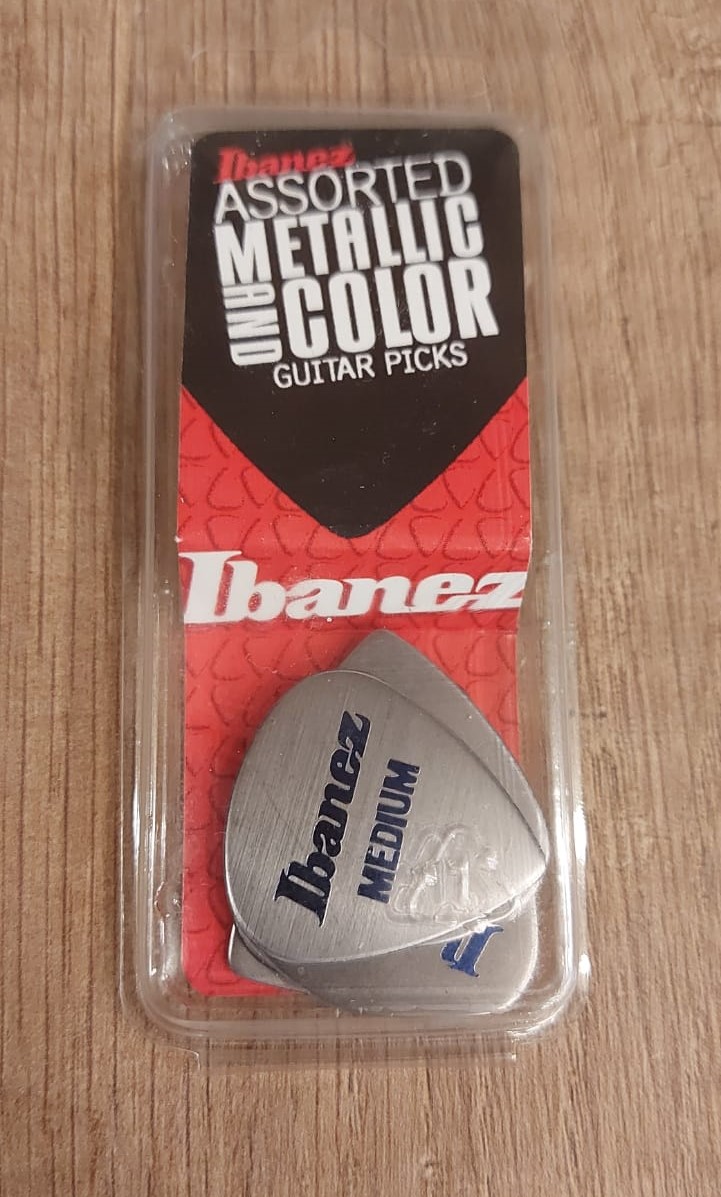 Ibanez
ASSORTED
METALLIC
AND COLOR
GUITAR PICKS
Ibanez
Ibanez
MEDIUM